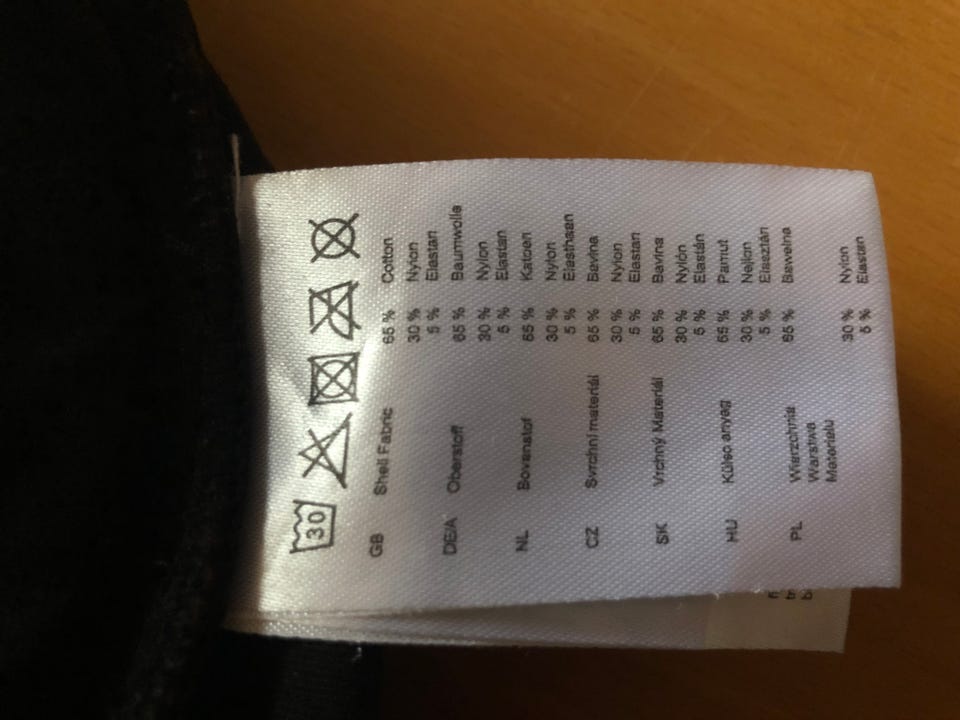 30
GB Shell Fabric 65 % Cotton
30 % Nylon
5 % Elastan
DE/A Oberstoff 65 % Baumwolle
30 % Nylon
5 % Elastan
NL Bovenstof 65 % Katoen
30 % Nylon
5 % Elasthaan
CZ Svrchní materiál 65 % Bavlna
30 % Nylon
5 % Elastan
SK Vrchný Materiál 65 % Bavlna
30 % Nylón
5 % Elastán
HU Külsc anyag 65 % Pamut
30 % Nejlon
5 % Elasztán
PL Wierzchnia 65 % Bawełna
Warstwa
Materiału
30 % Nylon
5 % Elastan